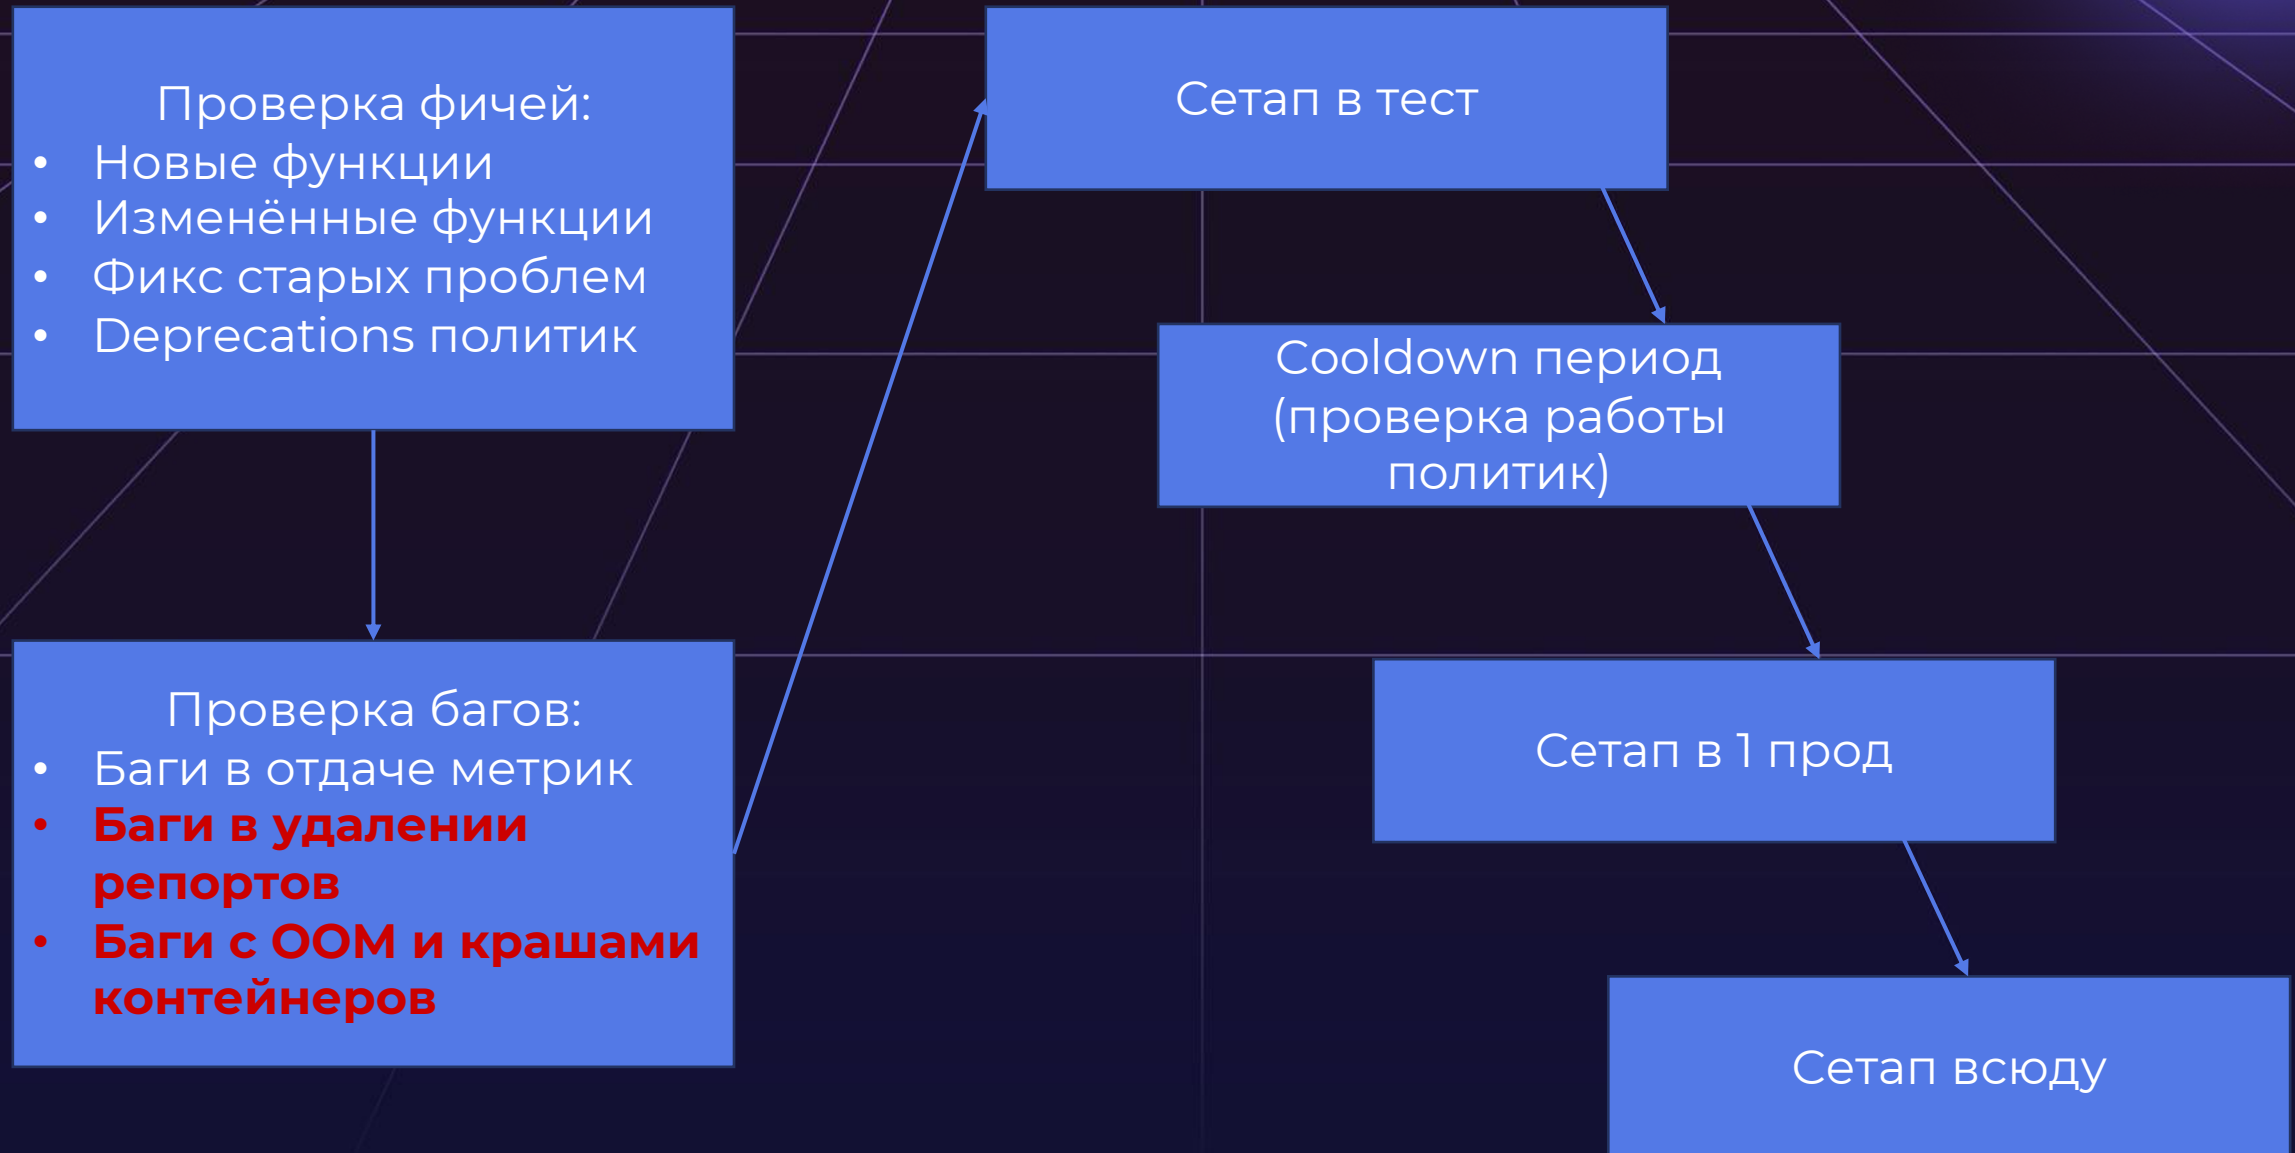 Проверка фичей:
• Новые функции
• Изменённые функции
• Фикс старых проблем
• Deprecations политик
Проверка багов:
• Баги в отдаче метрик
• Баги в удалении
репортов
• Баги с OOM и крашами
контейнеров
Сетап в тест
Cooldown период
(проверка работы
политик)
Сетап в 1 прод
Сетап всюду